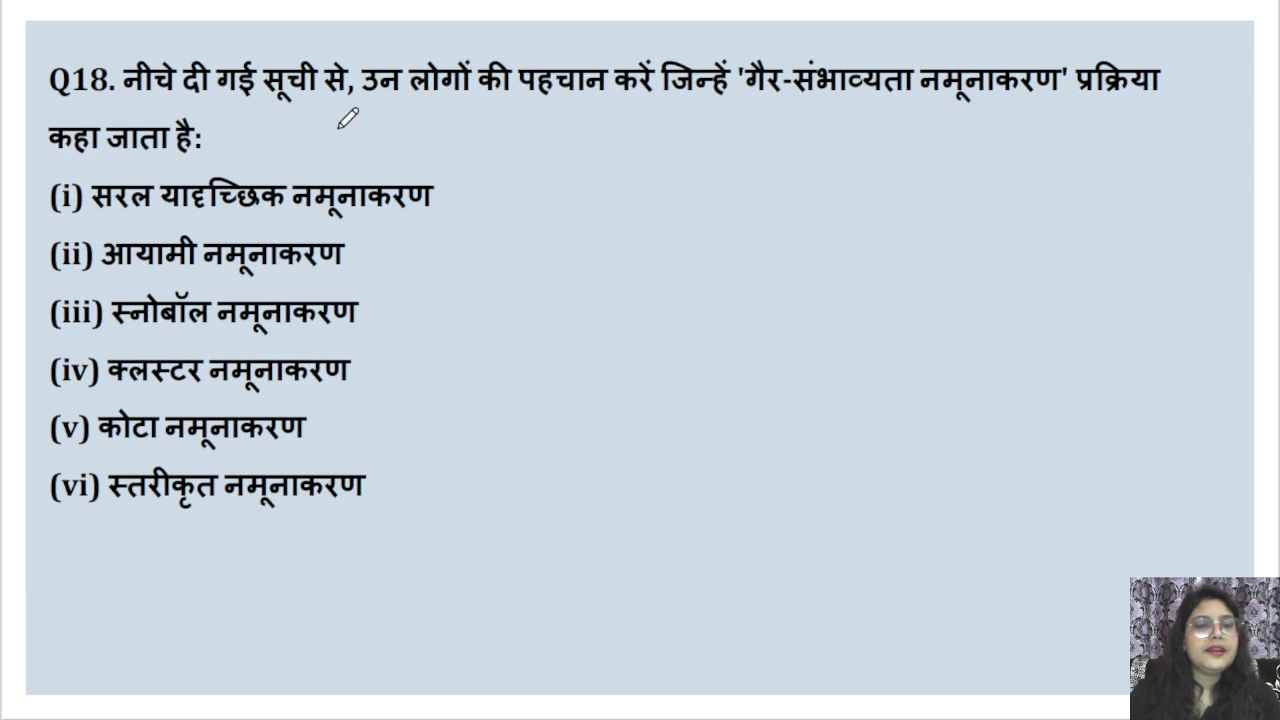 Q18. नीचे दी गई सूची से, उन लोगों की पहचान करें जिन्हें 'गैर-संभाव्यता नमूनाकरण' प्रक्रिया
कहा जाता है:
(i) सरल यादृच्छिक नमूनाकरण
(ii) आयामी नमूनाकरण
(iii) स्नोबॉल नमूनाकरण
(iv) क्लस्टर नमूनाकरण
(v) कोटा नमूनाकरण
(vi) स्तरीकृत नमूनाकरण